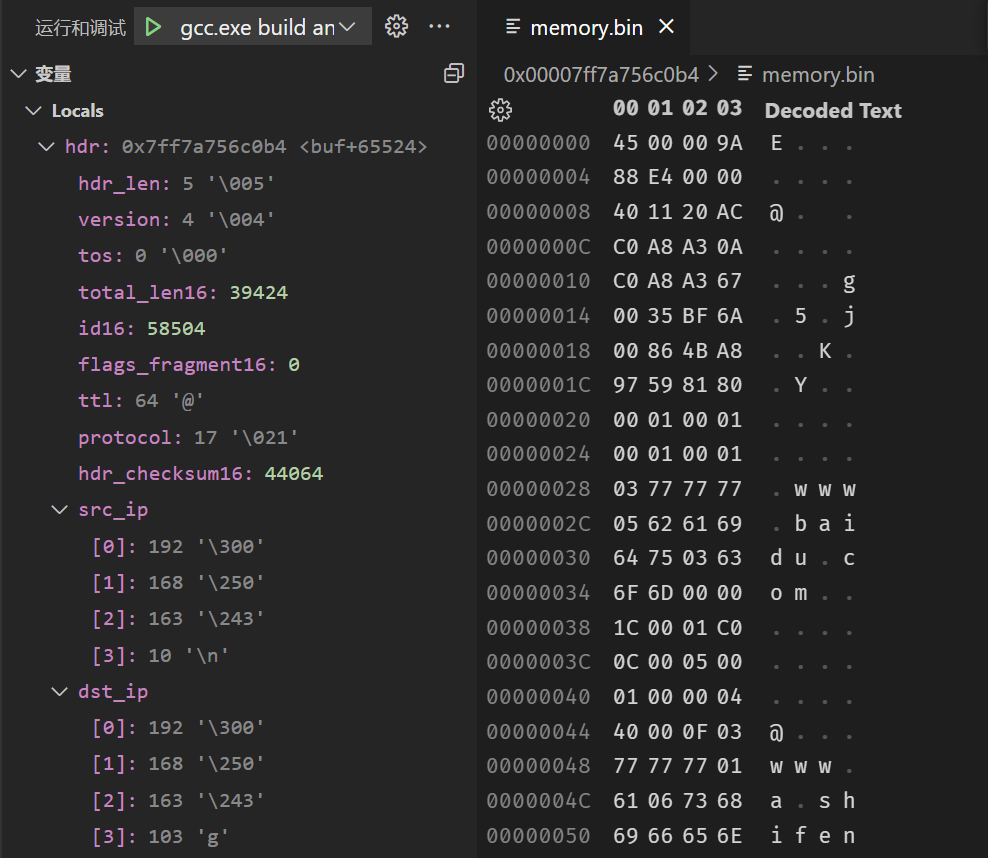 运行和调试 gcc.exe build an
变量
Locals
hdr: 0x7ff7a756c0b4 <buf+65524>
hdr_len: 5 '\005'
version: 4 '\004'
tos: 0 '\000'
total_len16: 39424
id16: 58504
flags_fragment16: 0
ttl: 64 '@'
protocol: 17 '\021'
hdr_checksum16: 44064
src_ip
[0]: 192 '\300'
[1]: 168 '\250'
[2]: 163 '\243'
[3]: 10 '\n'
dst_ip
[0]: 192 '\300'
[1]: 168 '\250'
[2]: 163 '\243'
[3]: 103 'g'
memory.bin
0x00007ff7a756c0b4 > memory.bin
00 01 02 03 Decoded Text
00000000 45 00 00 9A E . . .
00000004 88 E4 00 00 . . . .
00000008 40 11 20 AC @ .   .
0000000C C0 A8 A3 0A . . . .
00000010 C0 A8 A3 67 . . . g
00000014 00 35 BF 6A . 5 . j
00000018 00 86 4B A8 . . K .
0000001C 97 59 81 80 . Y . .
00000020 00 01 00 01 . . . .
00000024 00 01 00 01 . . . .
00000028 03 77 77 77 . w w w
0000002C 05 62 61 69 . b a i
00000030 64 75 03 63 d u . c
00000034 6F 6D 00 00 o m . .
00000038 1C 00 01 C0 . . . .
0000003C 0C 00 05 00 . . . .
00000040 01 00 00 04 . . . .
00000044 40 00 0F 03 @ . . .
00000048 77 77 77 01 w w w .
0000004C 61 06 73 68 a . s h
00000050 69 66 65 6E i f e n